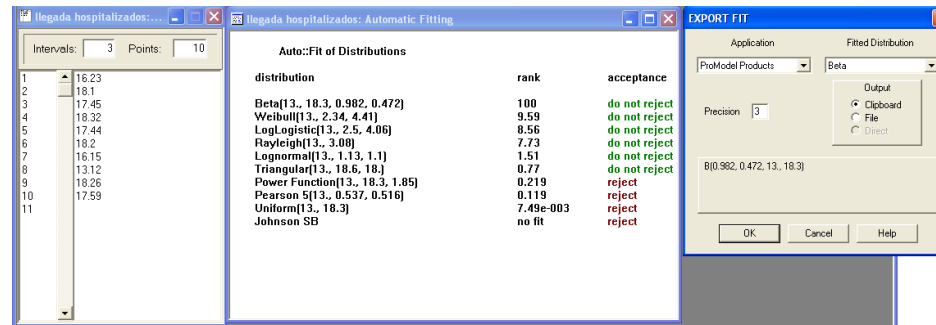 llegada hospitalizados:...
Intervals: 3 Points: 10
1 16.23
2 18.1
3 17.45
4 18.32
5 17.44
6 18.2
7 16.15
8 13.12
9 18.26
10 17.59
11
llegada hospitalizados: Automatic Fitting
Auto::Fit of Distributions
distribution rank acceptance
Beta(13., 18.3, 0.982, 0.472) 100 do not reject
Weibull(13., 2.34, 4.41) 9.59 do not reject
LogLogistic(13., 2.5, 4.06) 8.56 do not reject
Rayleigh(13., 3.08) 7.73 do not reject
Lognormal(13., 1.13, 1.1) 1.51 do not reject
Triangular(13., 18.6, 18.) 0.77 do not reject
Power Function(13., 18.3, 1.85) 0.219 reject
Pearson 5(13., 0.537, 0.516) 0.119 reject
Uniform(13., 18.3) 7.49e-003 reject
Johnson SB no fit reject
EXPORT FIT
Application Fitted Distribution
ProModel Products Beta
Precision 3
Output
Clipboard
File
Direct
B(0.982, 0.472, 13., 18.3)
OK Cancel Help